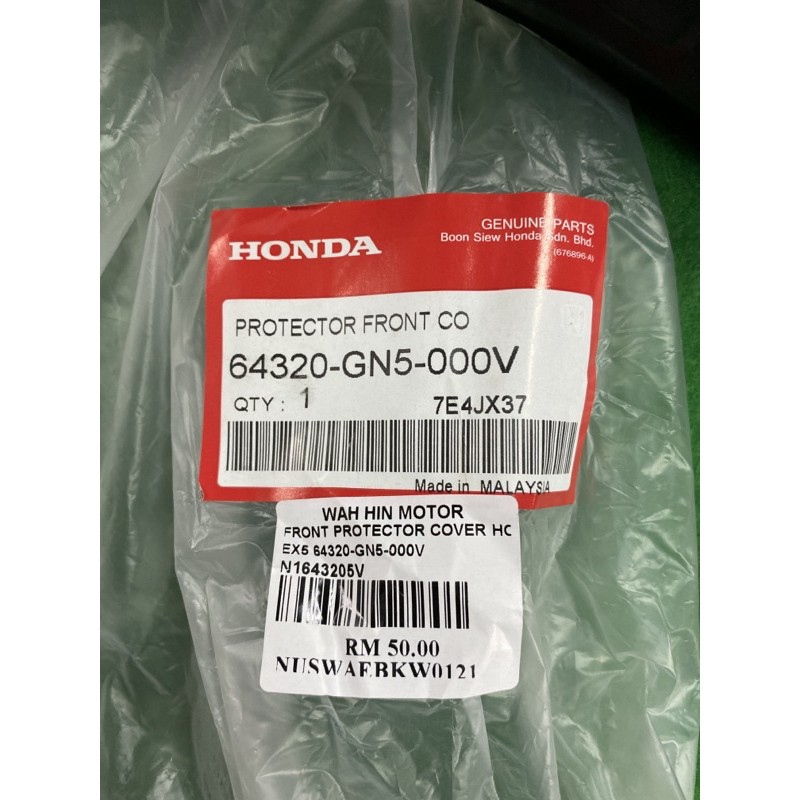 HONDA
GENUINE PARTS
Boon Siew Honda Sdn. Bhd.
(676896-A)
PROTECTOR FRONT CO
64320-GN5-000V
QTY : 1 7E4JX37
Made in MALAYSIA
WAH HIN MOTOR
FRONT PROTECTOR COVER HO
EX5 64320-GN5-000V
N1643205V
RM 50.00
NUSWAEBKW0121